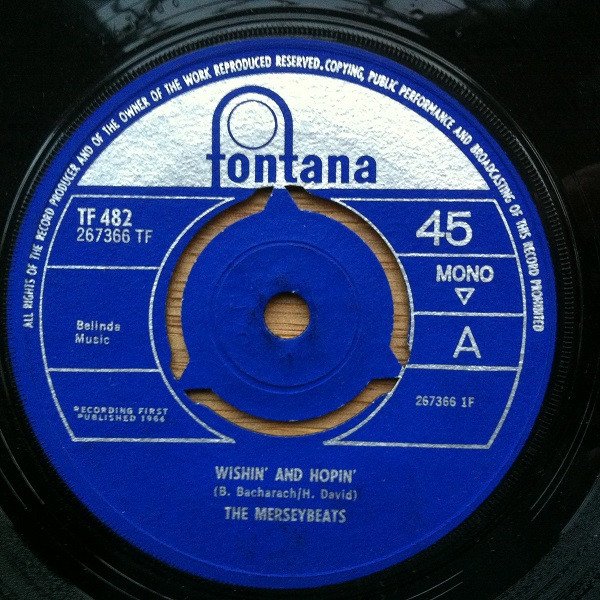 ALL RIGHTS OF THE RECORD PRODUCER AND OF THE OWNER OF THE WORK REPRODUCED RESERVED. COPYING, PUBLIC PERFORMANCE AND BROADCASTING OF THIS RECORD PROHIBITED
fontana
TF 482
267366 TF
45
MONO
Belinda
Music
A
RECORDING FIRST
PUBLISHED 1964
267366 1F
WISHIN' AND HOPIN'
(B. Bacharach/H. David)
THE MERSEYBEATS